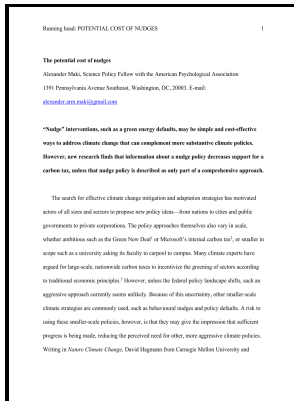 Running head: POTENTIAL COST OF NUDGES 1
The potential cost of nudges
Alexander Maki, Science Policy Fellow with the American Psychological Association
1391 Pennsylvania Avenue Southeast, Washington, DC, 20003. E-mail:
alexander.arm.maki@gmail.com
“Nudge” interventions, such as a green energy defaults, may be simple and cost-effective
ways to address climate change that can complement more substantive climate policies.
However, new research finds that information about a nudge policy decreases support for a
carbon tax, unless that nudge policy is described as only part of a comprehensive approach.
The search for effective climate change mitigation and adaptation strategies has motivated
actors of all sizes and sectors to propose new policy ideas—from nations to cities and public
governments to private corporations. The policy approaches themselves also vary in scale,
whether ambitious such as the Green New Deal1 or Microsoft’s internal carbon tax2, or smaller in
scope such as a university asking its faculty to carpool to campus. Many climate experts have
argued for large-scale, nationwide carbon taxes to incentivize the greening of sectors according
to traditional economic principles.3 However, unless the federal policy landscape shifts, such an
aggressive approach currently seems unlikely. Because of this uncertainty, other smaller-scale
climate strategies are commonly used, such as behavioural nudges and policy defaults. A risk to
using these smaller-scale policies, however, is that they may give the impression that sufficient
progress is being made, reducing the perceived need for other, more aggressive climate policies.
Writing in Nature Climate Change, David Hagmann from Carnegie Mellon University and